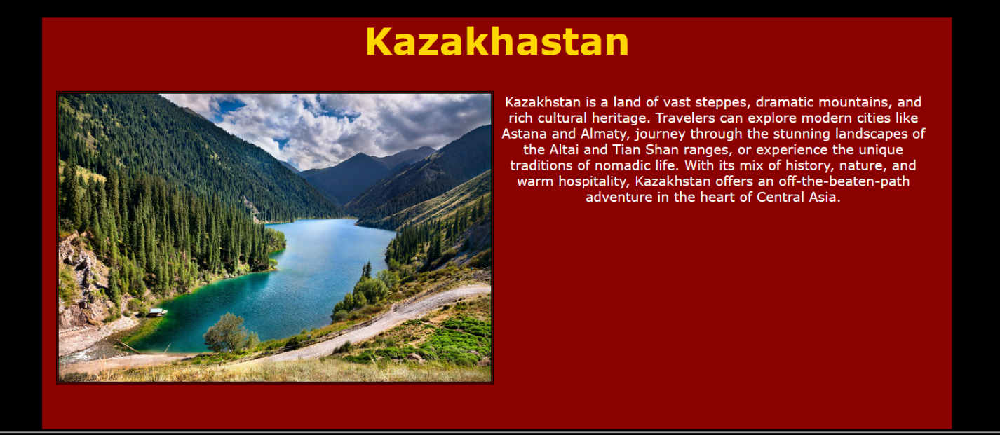 Kazakhastan
Kazakhstan is a land of vast steppes, dramatic mountains, and
rich cultural heritage. Travelers can explore modern cities like
Astana and Almaty, journey through the stunning landscapes of
the Altai and Tian Shan ranges, or experience the unique
traditions of nomadic life. With its mix of history, nature, and
warm hospitality, Kazakhstan offers an off-the-beaten-path
adventure in the heart of Central Asia.